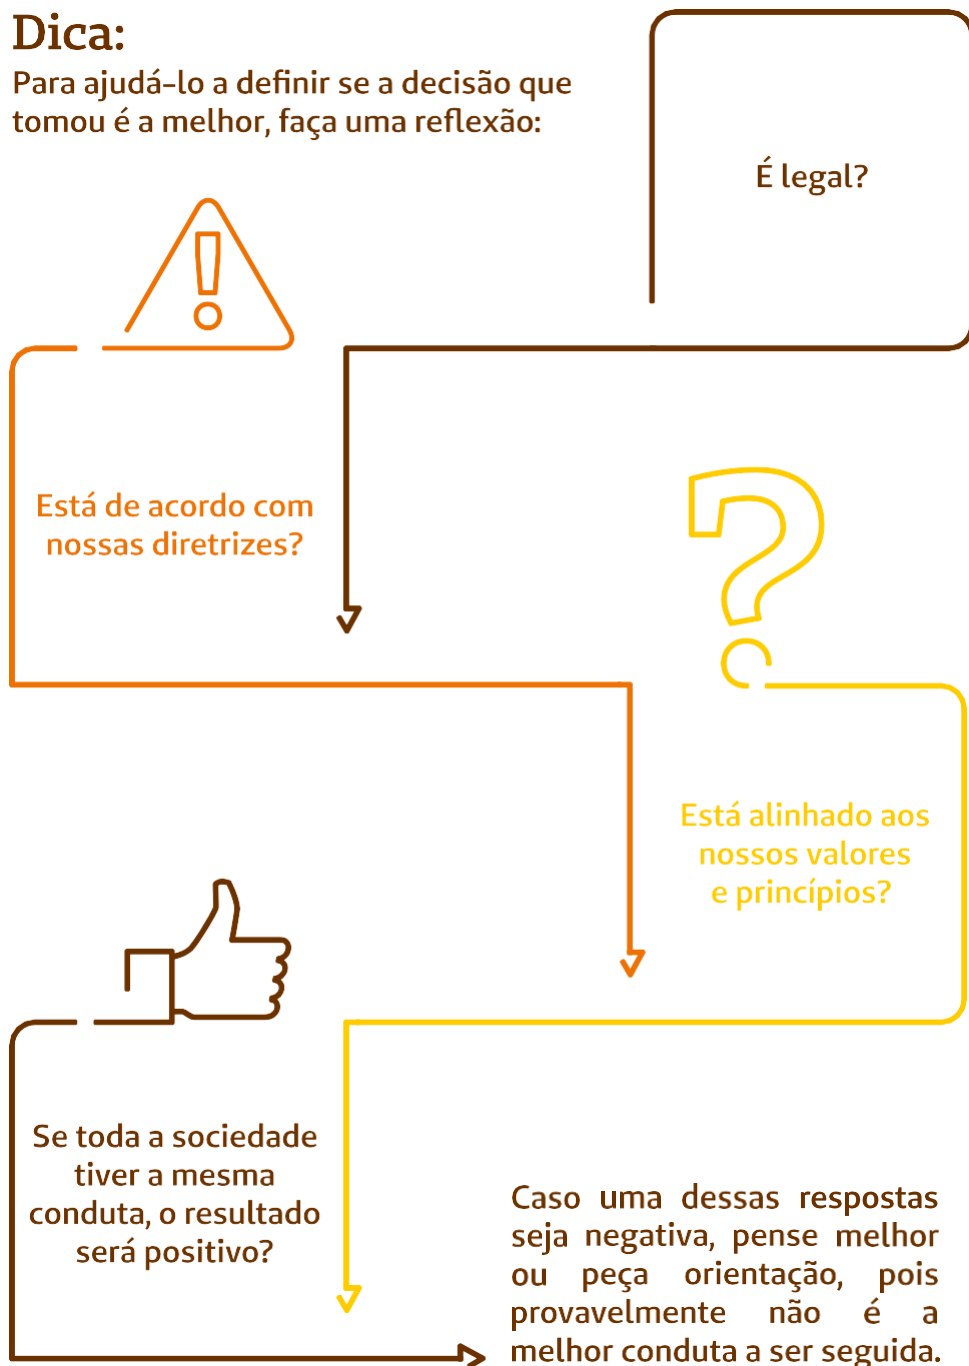 Dica:
Para ajudá-lo a definir se a decisão que
tomou é a melhor, faça uma reflexão:
É legal?
Está de acordo com
nossas diretrizes?
Está alinhado aos
nossos valores
e princípios?
Se toda a sociedade
tiver a mesma
conduta, o resultado
será positivo?
Caso uma dessas respostas
seja negativa, pense melhor
ou peça orientação, pois
provavelmente não é a
melhor conduta a ser seguida.